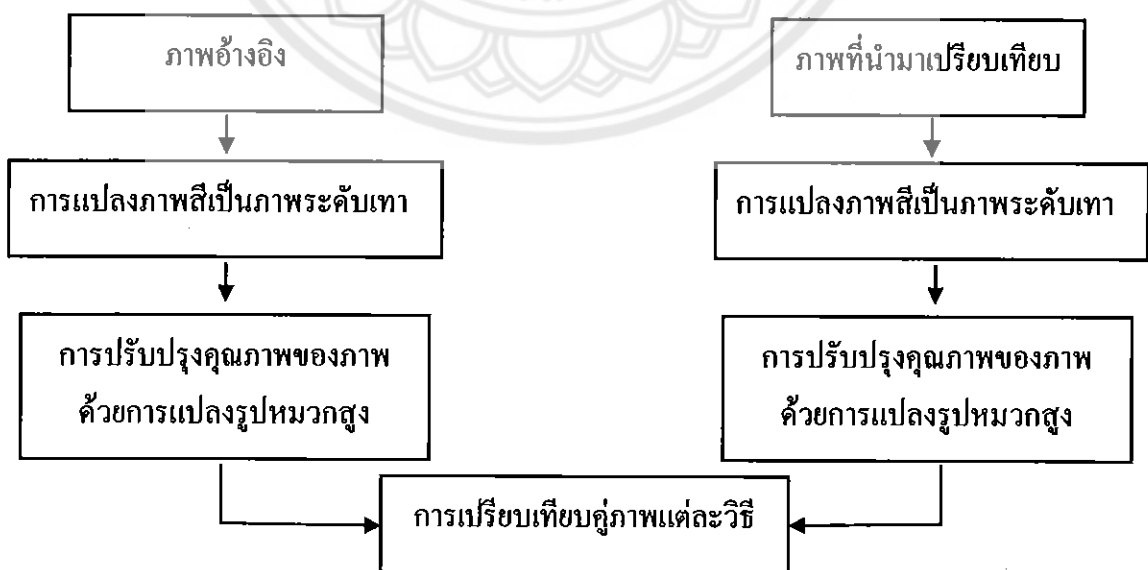 ภาพอ้างอิง
ภาพที่นำมาเปรียบเทียบ
การแปลงภาพสีเป็นภาพระดับเทา
การแปลงภาพสีเป็นภาพระดับเทา
การปรับปรุงคุณภาพของภาพ
ด้วยการแปลงรูปหมวกสูง
การปรับปรุงคุณภาพของภาพ
ด้วยการแปลงรูปหมวกสูง
การเปรียบเทียบคู่ภาพแต่ละวิธี